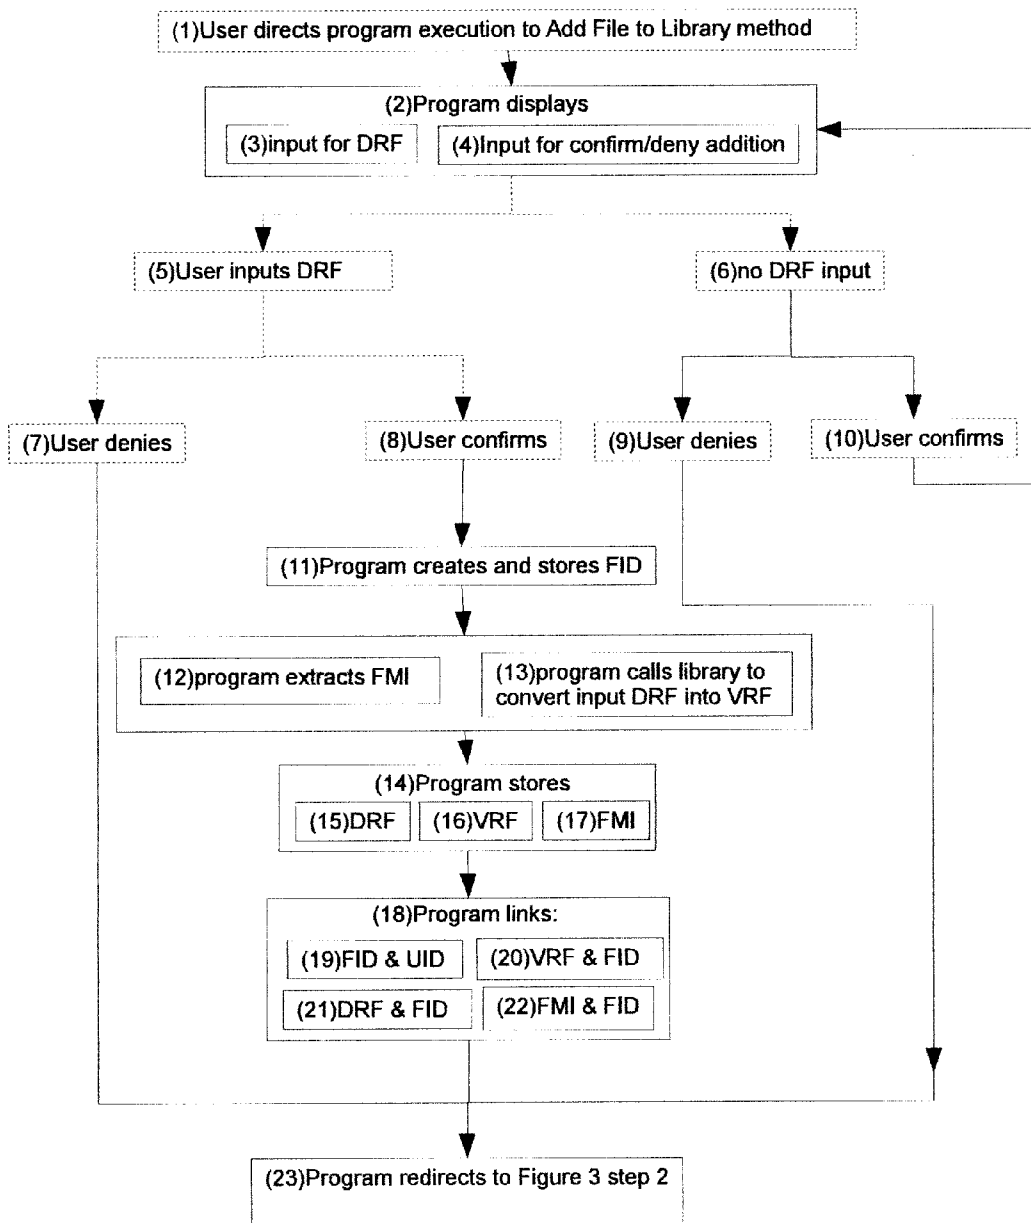 (1)User directs program execution to Add File to Library method
(2)Program displays
(3)input for DRF
(4)Input for confirm/deny addition
(5)User inputs DRF
(6)no DRF input
(7)User denies
(8)User confirms
(9)User denies
(10)User confirms
(11)Program creates and stores FID
(12)program extracts FMI
(13)program calls library to
convert input DRF into VRF
(14)Program stores
(15)DRF
(16)VRF
(17)FMI
(18)Program links:
(19)FID & UID
(20)VRF & FID
(21)DRF & FID
(22)FMI & FID
(23)Program redirects to Figure 3 step 2